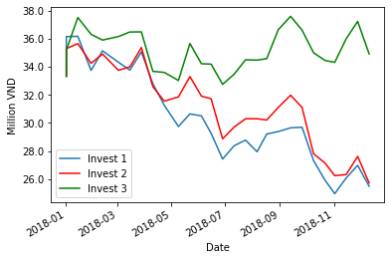 38.0
36.0
34.0
32.0
30.0
28.0
26.0
Million VND
Invest 1
Invest 2
Invest 3
2018-01
2018-03
2018-05
2018-07
2018-09
2018-11
Date